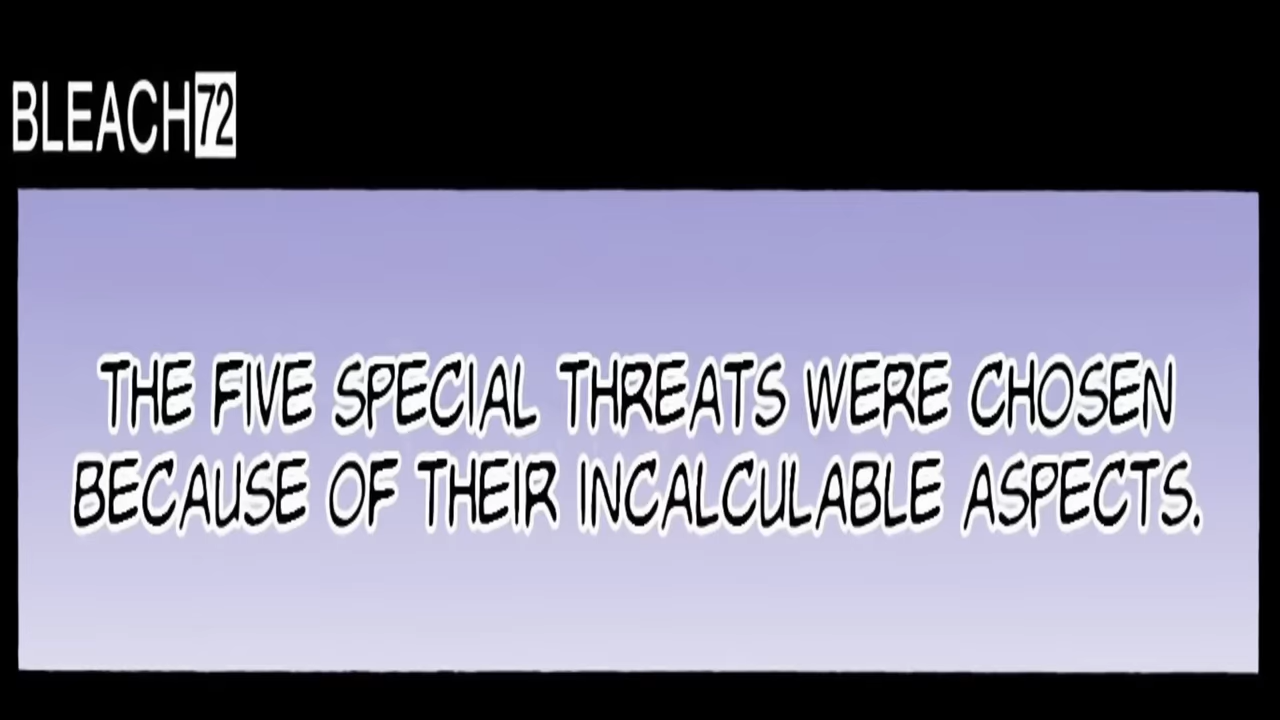 BLEACH72
THE FIVE SPECIAL THREATS WERE CHOSEN
BECAUSE OF THEIR INCALCULABLE ASPECTS.